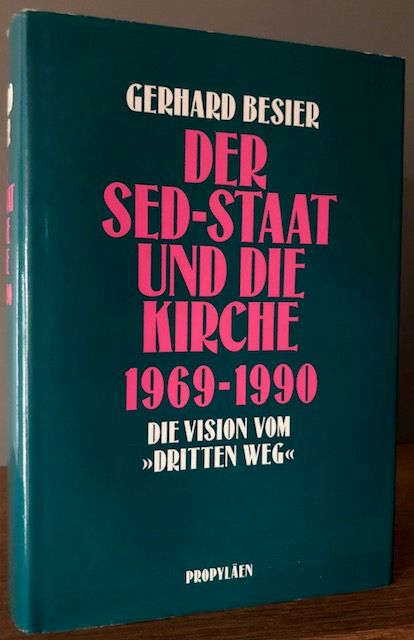 GERHARD BESIER
DER
SED-STAAT
UND DIE
KIRCHE
1969-1990
DIE VISION VOM
»DRITTEN WEG«
PROPYLÄEN